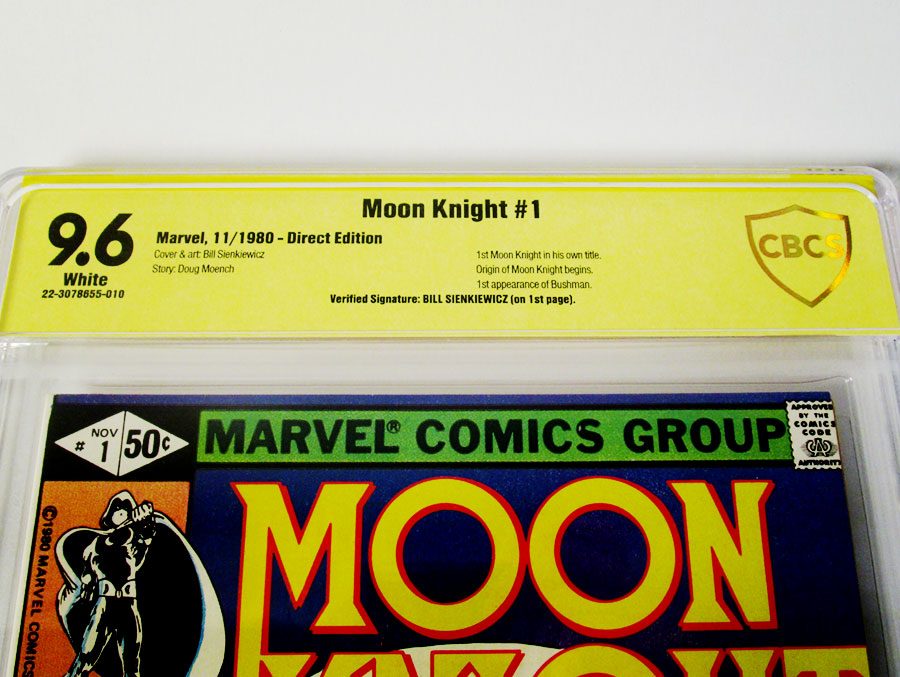 Moon Knight #1
9.6
White
22-3078655-010
Marvel, 11/1980 - Direct Edition
Cover & art: Bill Sienkiewicz
Story: Doug Moench
1st Moon Knight in his own title.
Origin of Moon Knight begins.
1st appearance of Bushman.
Verified Signature: BILL SIENKIEWICZ (on 1st page).
CBCS
NOV
# 1
50¢
MARVEL® COMICS GROUP
APPROVED
BY THE
COMICS
CODE
AUTHORITY
©1980 MARVEL COMICS
MOON